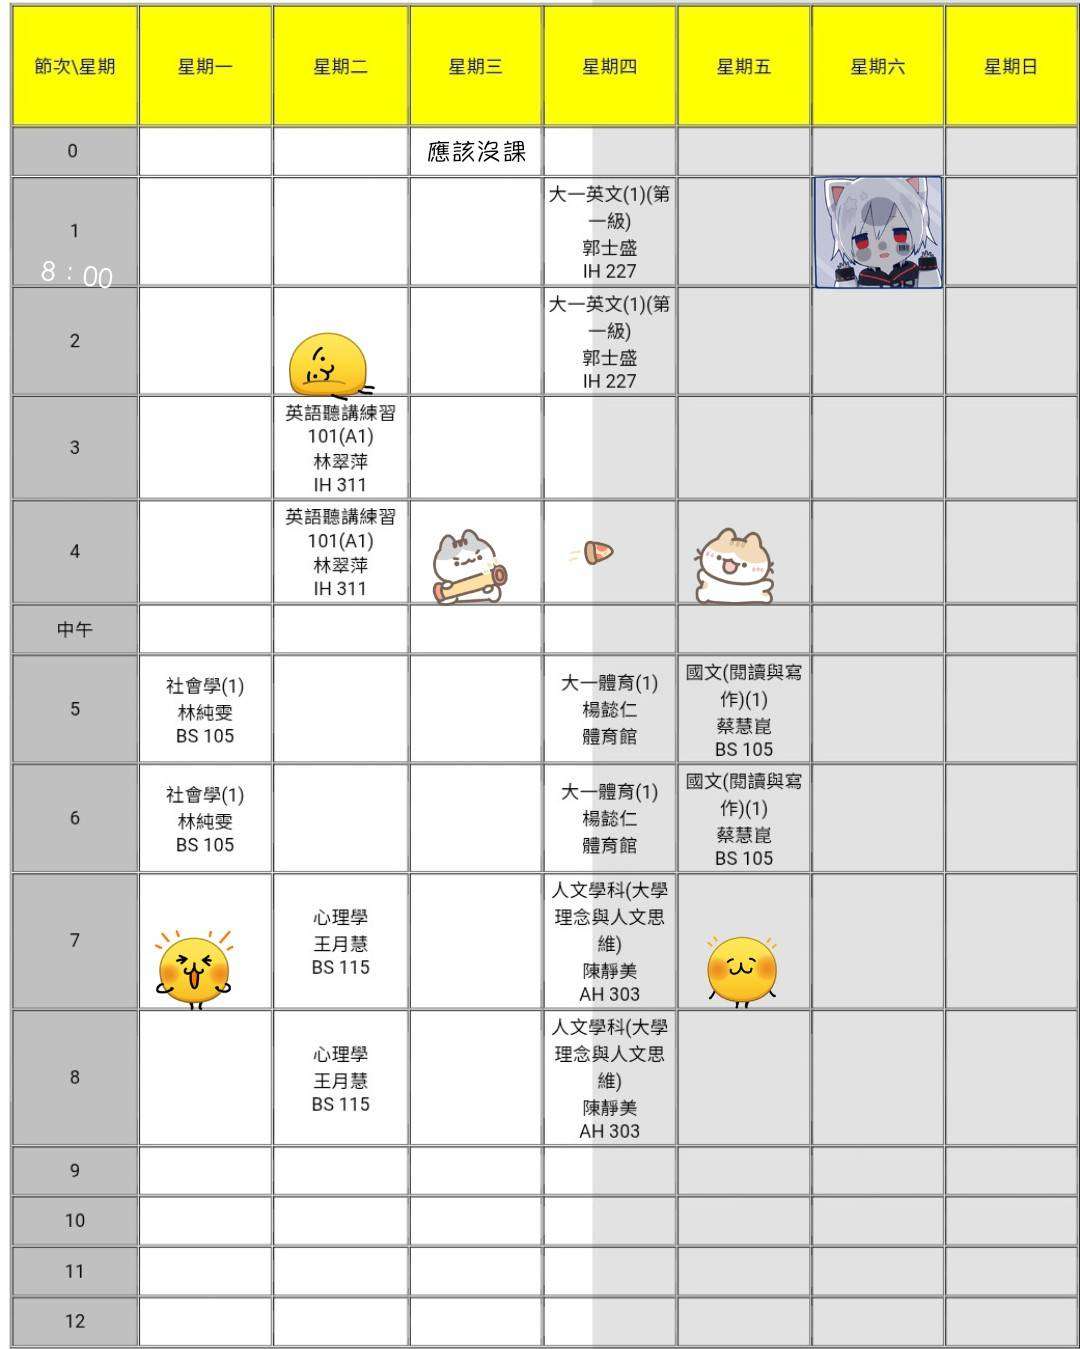 節次\星期 星期一 星期二 星期三 星期四 星期五 星期六 星期日
0 應該沒課
1
8:00
大一英文(1)(第
一級)
郭士盛
IH 227
2
大一英文(1)(第
一級)
郭士盛
IH 227
3
英語聽講練習
101(A1)
林翠萍
IH 311
4
英語聽講練習
101(A1)
林翠萍
IH 311
中午
5
社會學(1)
林純雯
BS 105
大一體育(1)
楊懿仁
體育館
國文(閱讀與寫
作)(1)
蔡慧崑
BS 105
6
社會學(1)
林純雯
BS 105
大一體育(1)
楊懿仁
體育館
國文(閱讀與寫
作)(1)
蔡慧崑
BS 105
7
心理學
王月慧
BS 115
人文學科(大學
理念與人文思
維)
陳靜美
AH 303
8
心理學
王月慧
BS 115
人文學科(大學
理念與人文思
維)
陳靜美
AH 303
9
10
11
12